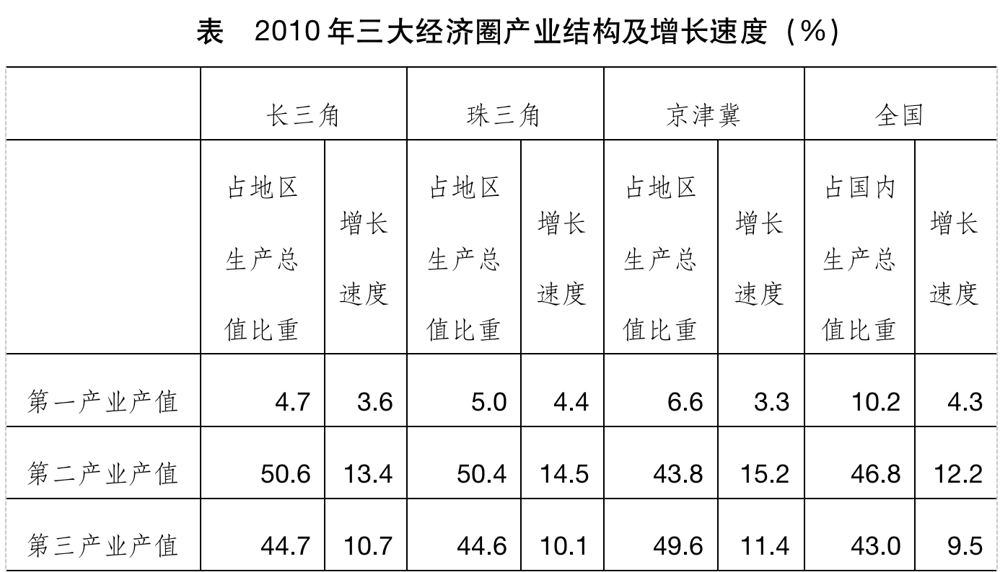 表 2010年三大经济圈产业结构及增长速度（%）
长三角 珠三角 京津冀 全国
占地区生产总值比重 增长速度 占地区生产总值比重 增长速度 占地区生产总值比重 增长速度 占国内生产总值比重 增长速度
第一产业产值 4.7 3.6 5.0 4.4 6.6 3.3 10.2 4.3
第二产业产值 50.6 13.4 50.4 14.5 43.8 15.2 46.8 12.2
第三产业产值 44.7 10.7 44.6 10.1 49.6 11.4 43.0 9.5